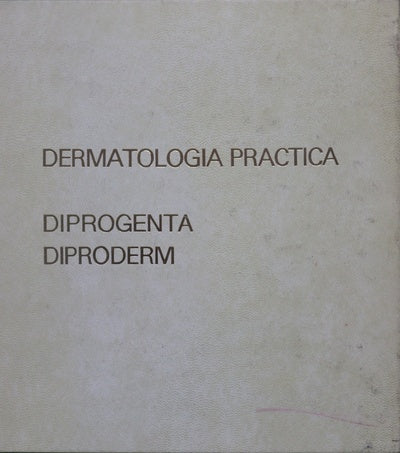 DERMATOLOGIA PRACTICA
DIPROGENTA
DIPRODERM